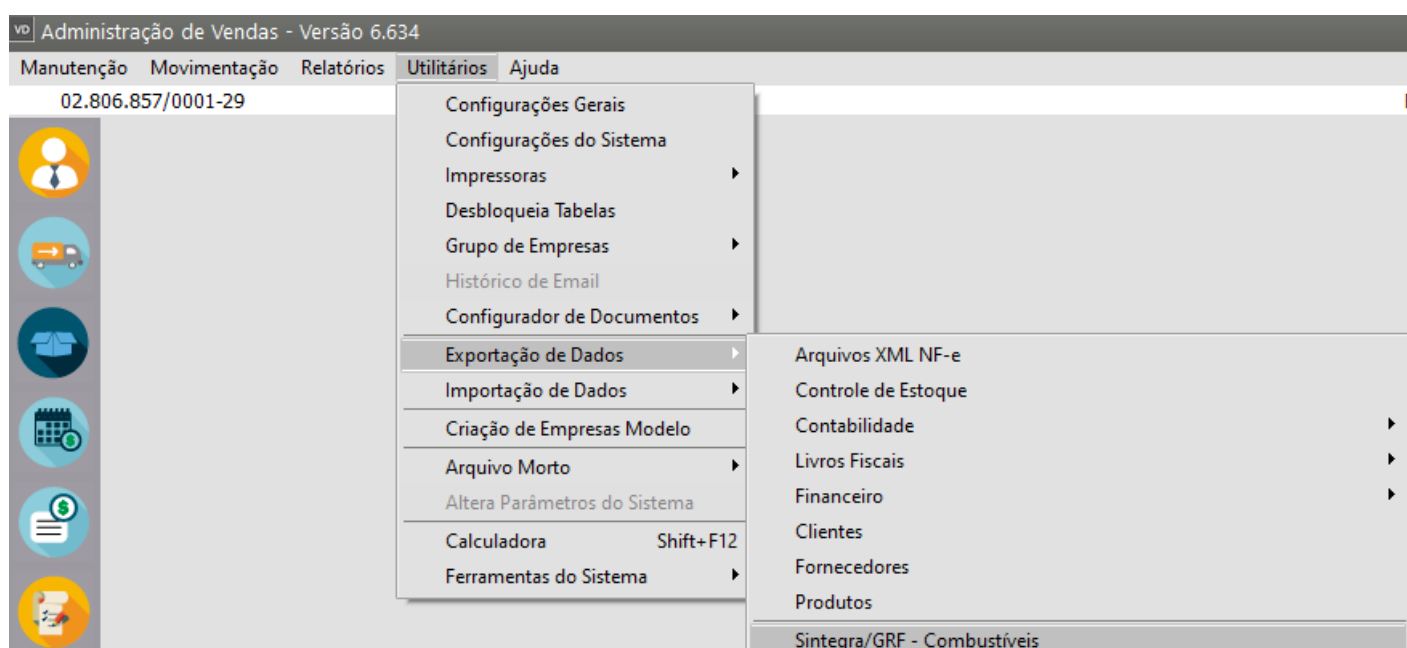 VD Administração de Vendas - Versão 6.634
Manutenção Movimentação Relatórios Utilitários Ajuda
02.806.857/0001-29
Configurações Gerais
Configurações do Sistema
Impressoras
Desbloqueia Tabelas
Grupo de Empresas
Histórico de Email
Configurador de Documentos
Exportação de Dados
Importação de Dados
Criação de Empresas Modelo
Arquivo Morto
Altera Parâmetros do Sistema
Calculadora Shift+F12
Ferramentas do Sistema
Arquivos XML NF-e
Controle de Estoque
Contabilidade
Livros Fiscais
Financeiro
Clientes
Fornecedores
Produtos
Sintegra/GRF - Combustíveis